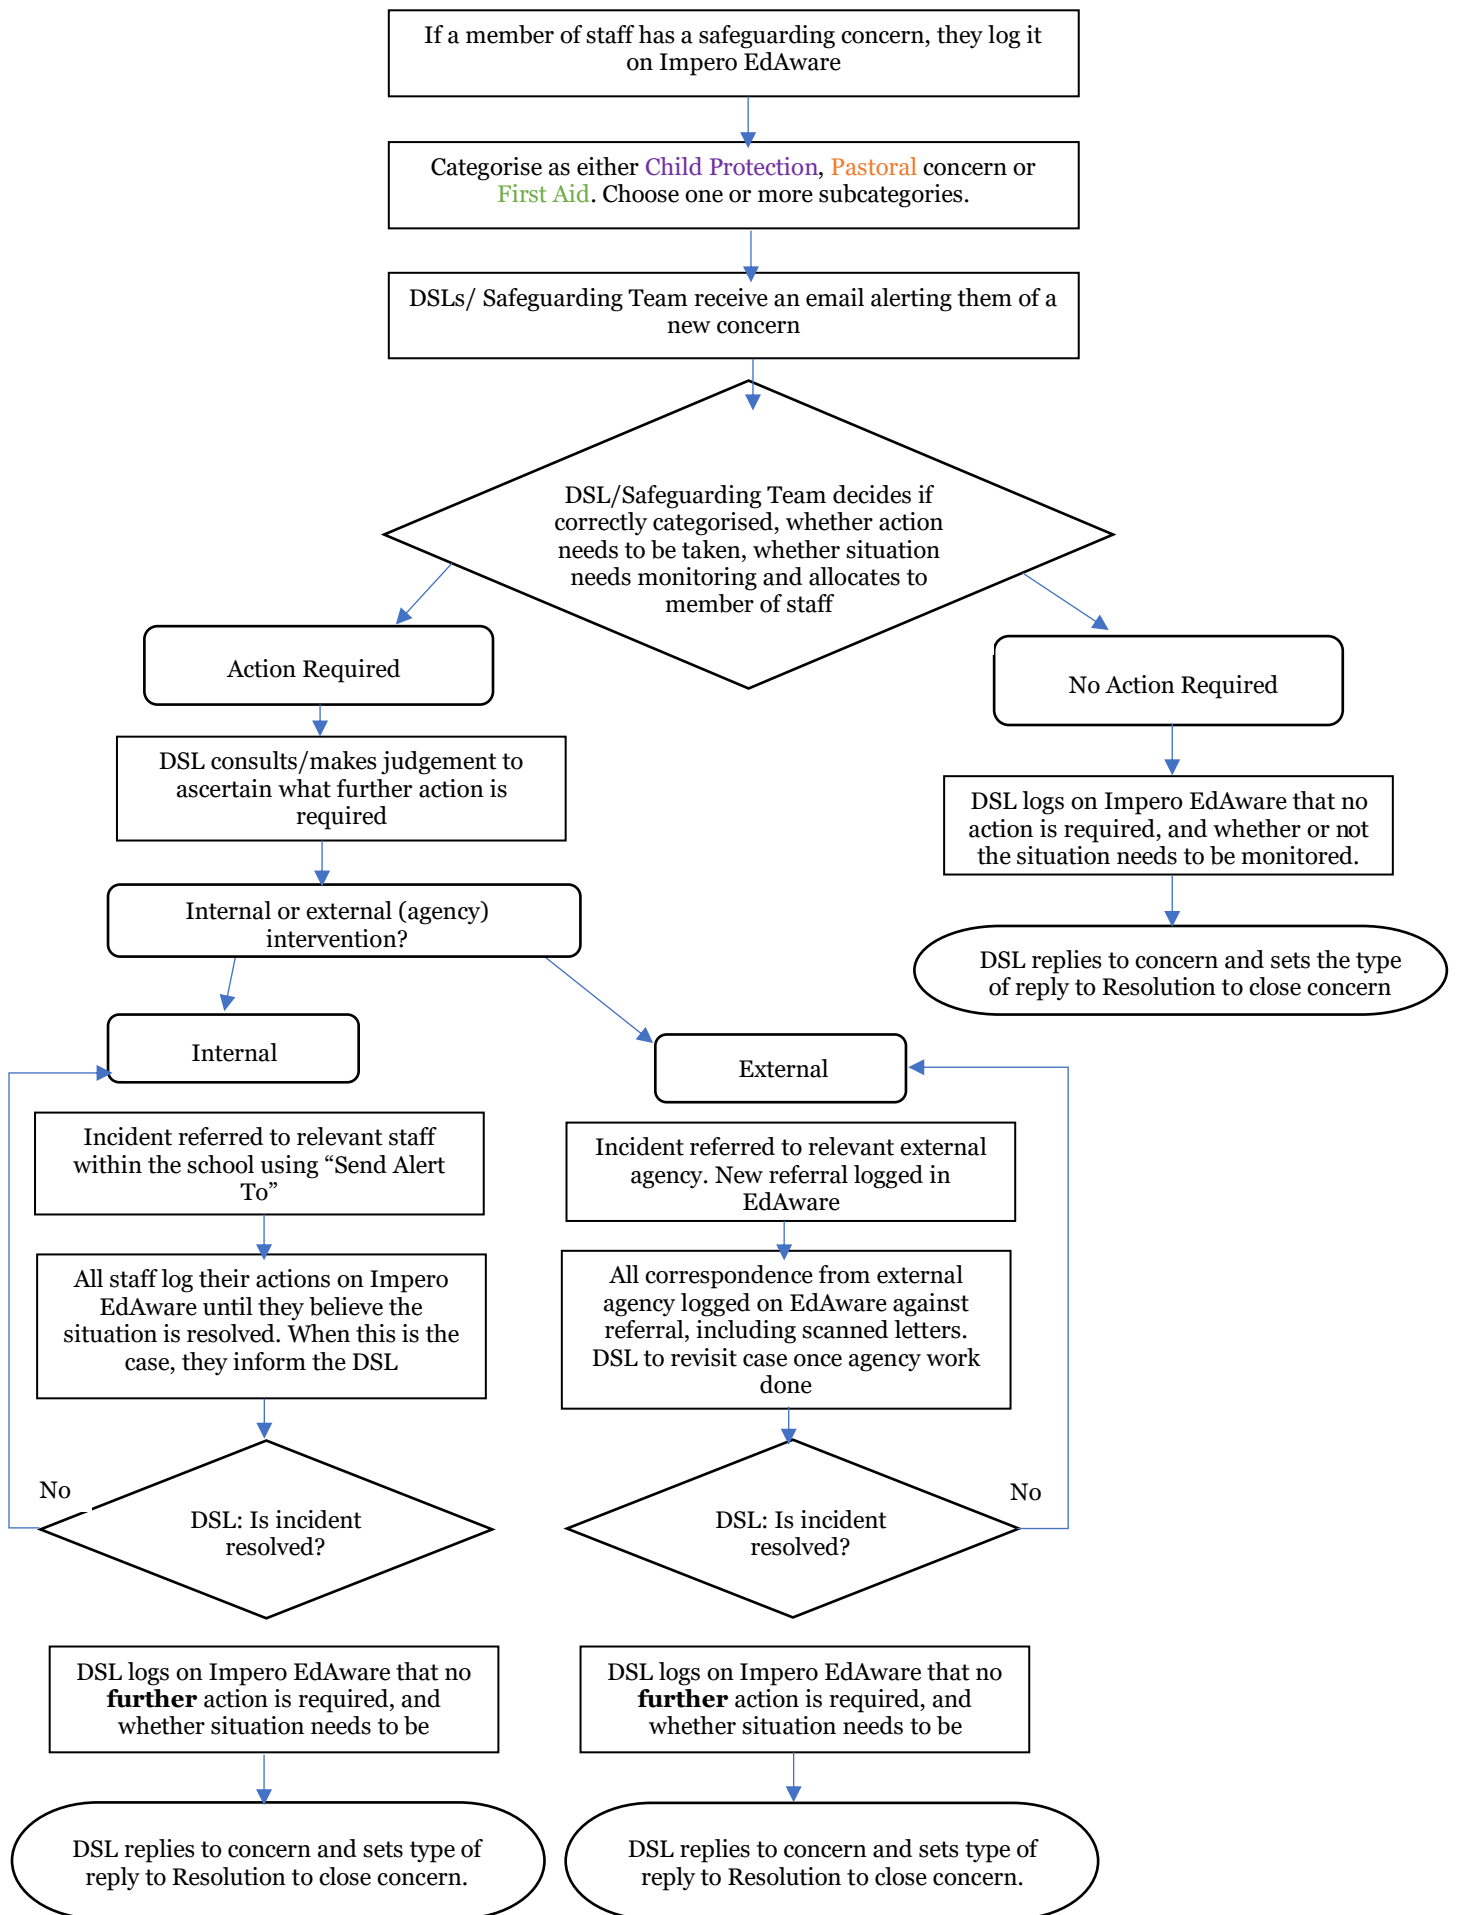 If a member of staff has a safeguarding concern, they log it
on Impero EdAware
Categorise as either Child Protection, Pastoral concern or
First Aid. Choose one or more subcategories.
DSLs/ Safeguarding Team receive an email alerting them of a
new concern
DSL/Safeguarding Team decides if
correctly categorised, whether action
needs to be taken, whether situation
needs monitoring and allocates to
member of staff
Action Required
No Action Required
DSL consults/makes judgement to
ascertain what further action is
required
DSL logs on Impero EdAware that no
action is required, and whether or not
the situation needs to be monitored.
Internal or external (agency)
intervention?
DSL replies to concern and sets the type
of reply to Resolution to close concern
Internal
External
Incident referred to relevant staff
within the school using “Send Alert
To”
Incident referred to relevant external
agency. New referral logged in
EdAware
All staff log their actions on Impero
EdAware until they believe the
situation is resolved. When this is the
case, they inform the DSL
All correspondence from external
agency logged on EdAware against
referral, including scanned letters.
DSL to revisit case once agency work
done
No
DSL: Is incident
resolved?
No
DSL: Is incident
resolved?
DSL logs on Impero EdAware that no
further action is required, and
whether situation needs to be
DSL logs on Impero EdAware that no
further action is required, and
whether situation needs to be
DSL replies to concern and sets type of
reply to Resolution to close concern.
DSL replies to concern and sets type of
reply to Resolution to close concern.